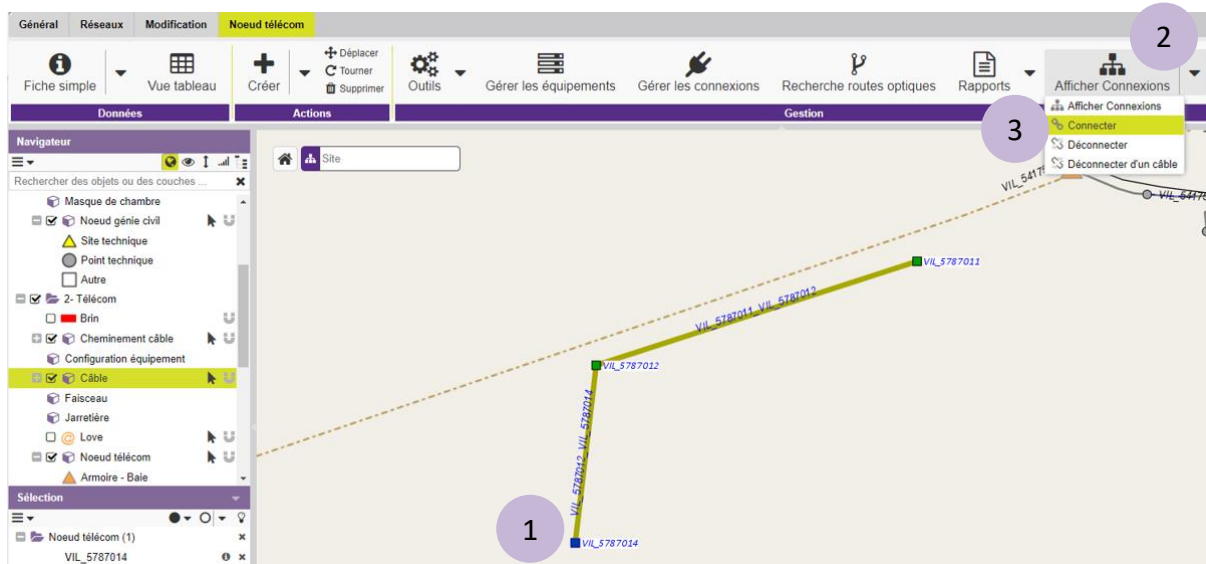 Général Réseaux Modification Noeud télécom
2
Fiche simple
Vue tableau
Créer
Déplacer
Tourner
Supprimer
Outils
Gérer les équipements
Gérer les connexions
Recherche routes optiques
Rapports
Afficher Connexions
Données
Actions
Gestion
Afficher Connexions
3
Connecter
Déconnecter
Déconnecter d'un câble
Navigateur
Rechercher des objets ou des couches ...
Masque de chambre
Noeud génie civil
Site technique
Point technique
Autre
2- Télécom
Brin
Cheminement câble
Configuration équipement
Câble
Faisceau
Jarretière
Love
Noeud télécom
Armoire - Baie
Sélection
Noeud télécom (1)
VIL_5787014
Site
VIL_5787011
VIL_5787011_VIL_5787012
VIL_5787012
VIL_5787012_VIL_5787014
1
VIL_5787014